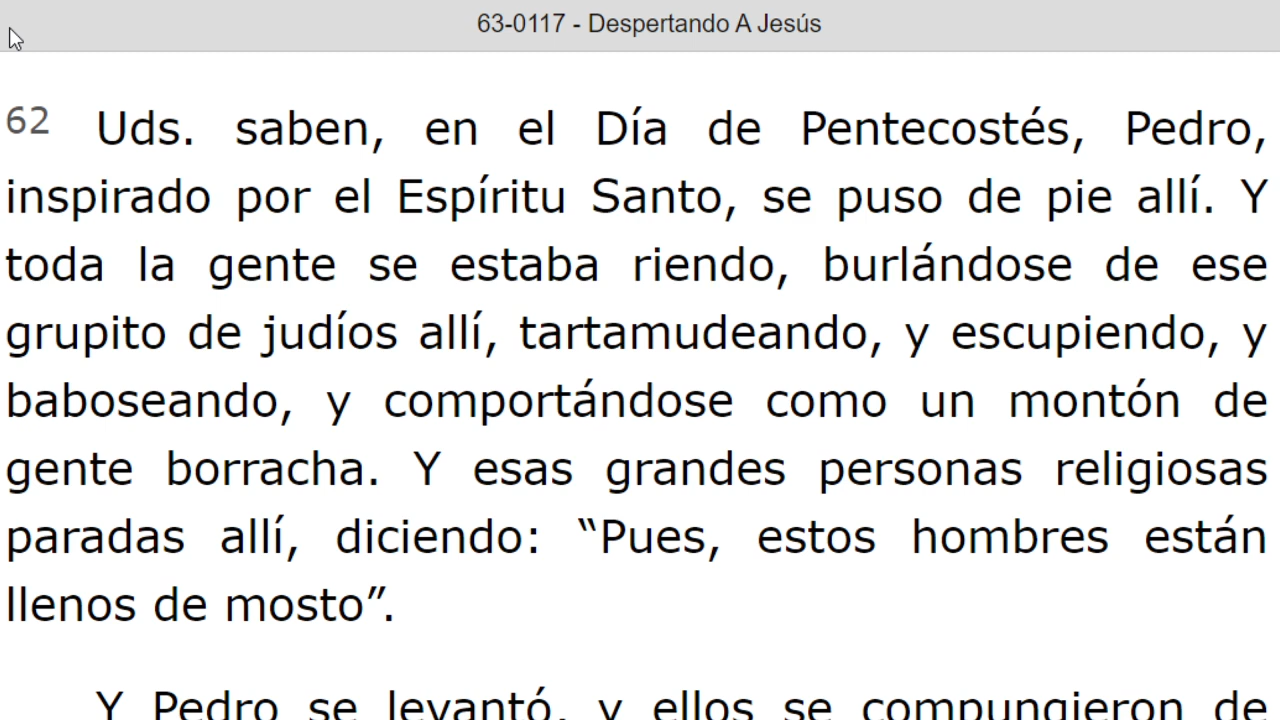 63-0117 - Despertando A Jesús
62 Uds. saben, en el Día de Pentecostés, Pedro,
inspirado por el Espíritu Santo, se puso de pie allí. Y
toda la gente se estaba riendo, burlándose de ese
grupito de judíos allí, tartamudeando, y escupiendo, y
baboseando, y comportándose como un montón de
gente borracha. Y esas grandes personas religiosas
paradas allí, diciendo: “Pues, estos hombres están
llenos de mosto”.
Y Pedro se levantó, y ellos se compungieron de